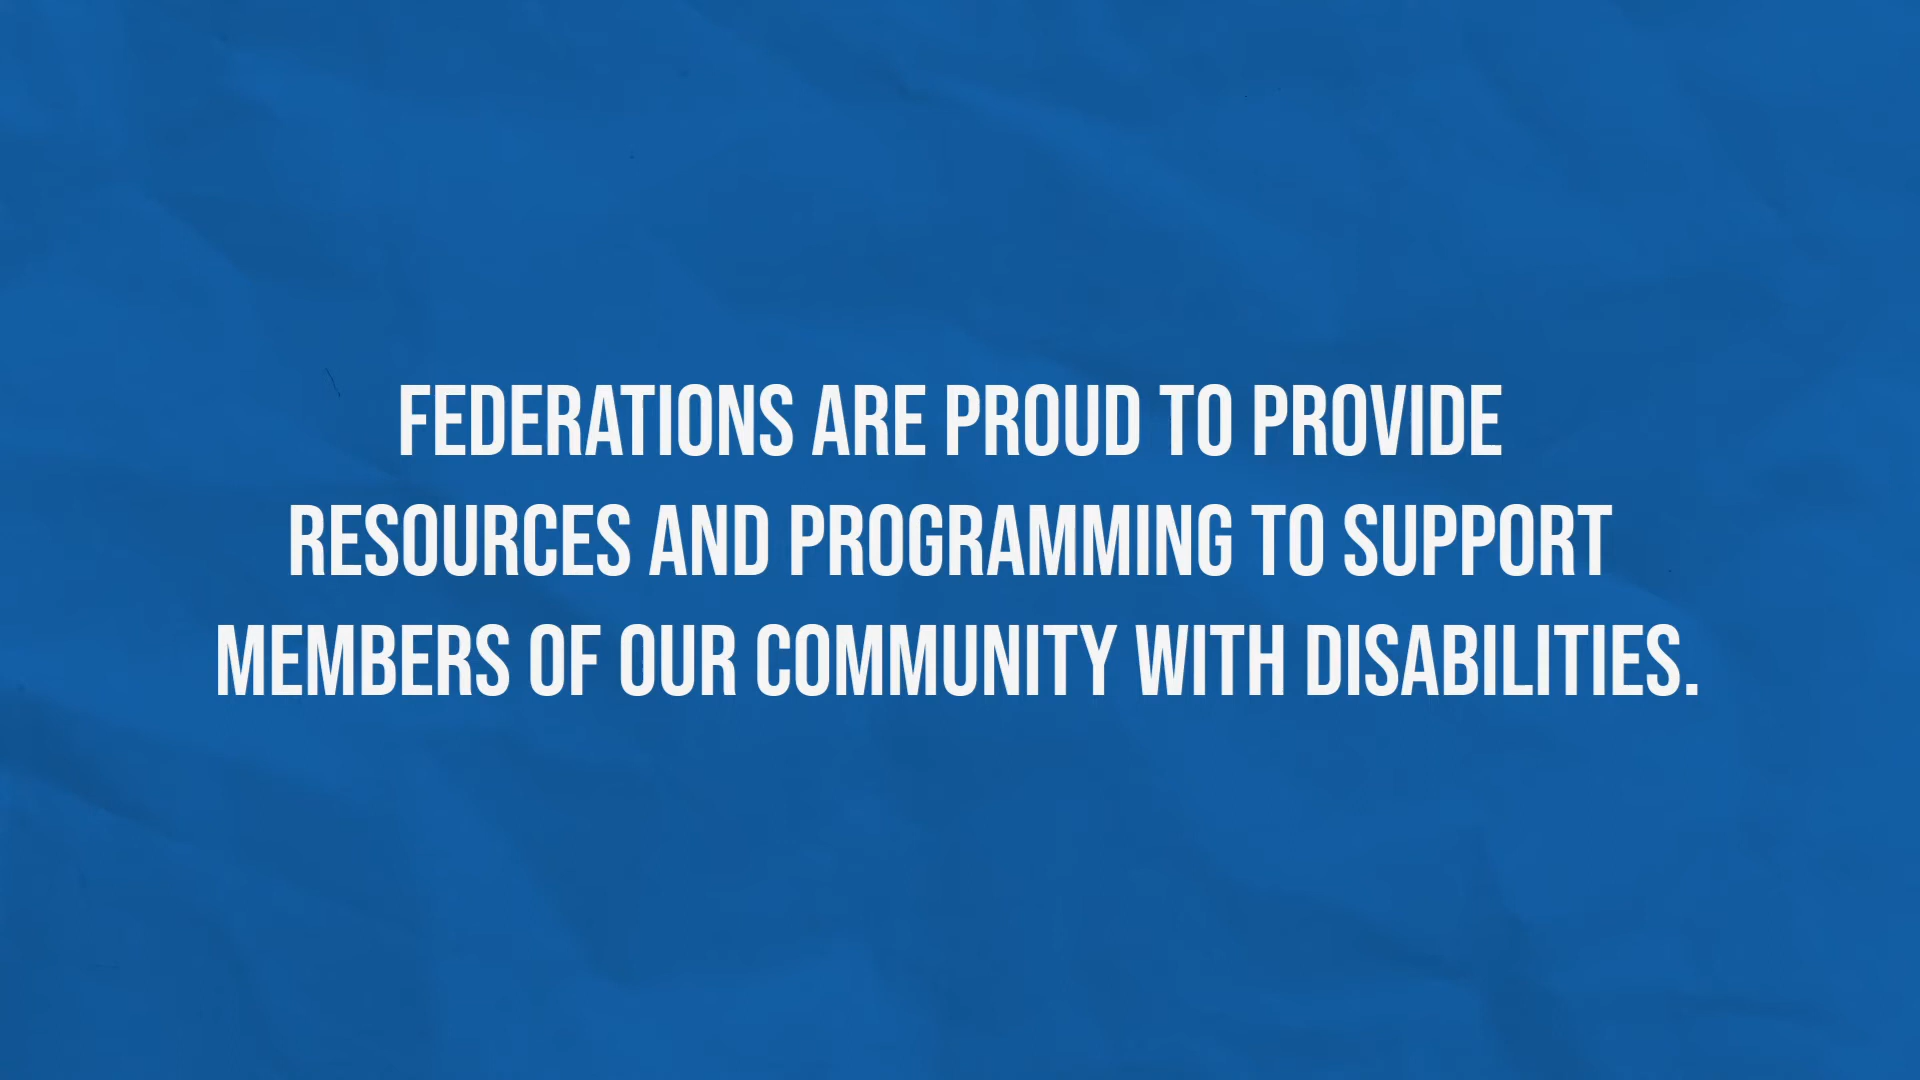 FEDERATIONS ARE PROUD TO PROVIDE
RESOURCES AND PROGRAMMING TO SUPPORT
MEMBERS OF OUR COMMUNITY WITH DISABILITIES.